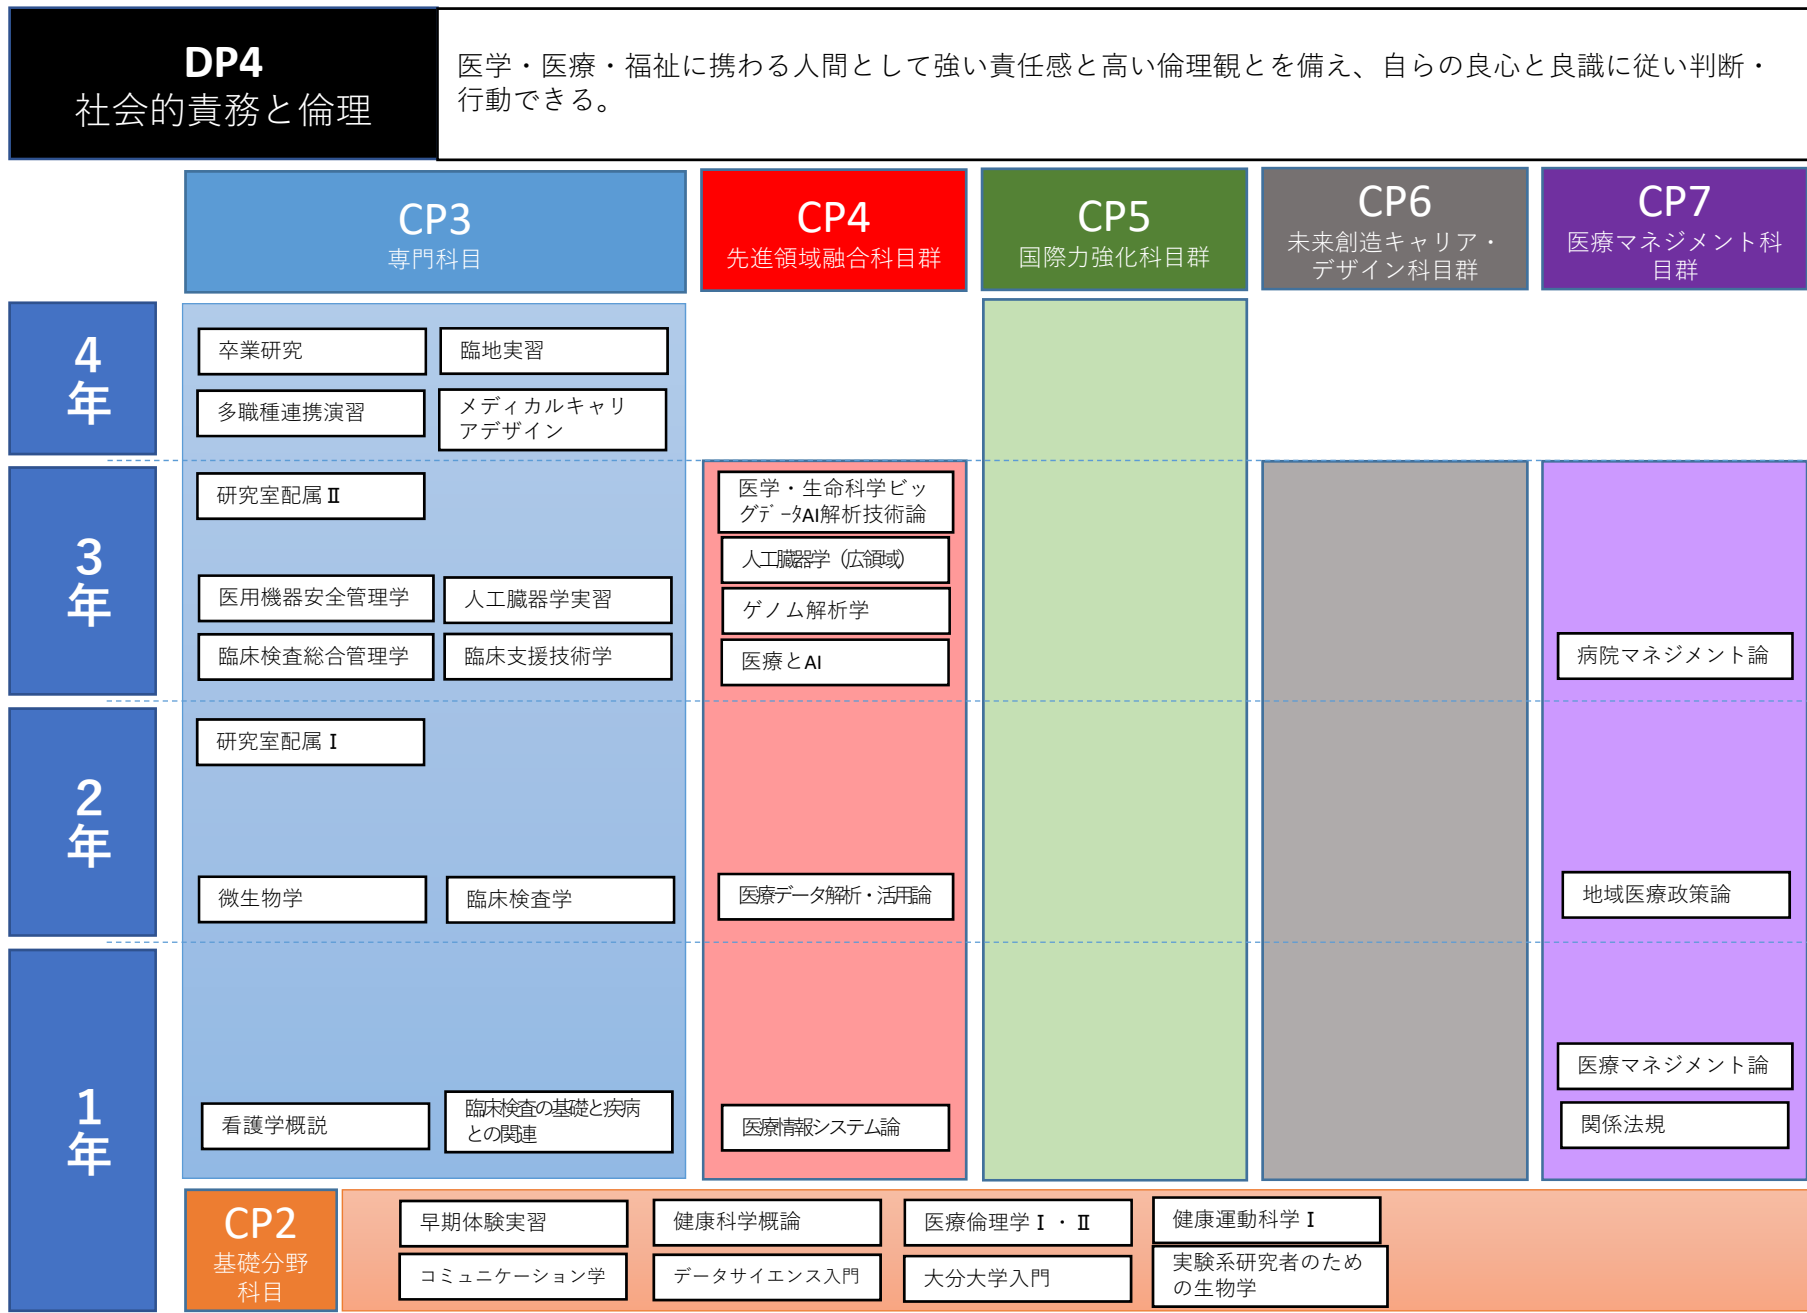 DP4
社会的責務と倫理
医学・医療・福祉に携わる人間として強い責任感と高い倫理観とを備え、自らの良心と良識に従い判断・
行動できる。
CP3
専門科目
CP4
先進領域融合科目群
CP5
国際力強化科目群
CP6
未来創造キャリア・
デザイン科目群
CP7
医療マネジメント科
目群
4
年
卒業研究
臨地実習
多職種連携演習
メディカルキャリ
アデザイン
3
年
研究室配属Ⅱ
医用機器安全管理学
人工臓器学実習
臨床検査総合管理学
臨床支援技術学
医学・生命科学ビッ
グデータAI解析技術論
人工臓器学（広領域）
ゲノム解析学
医療とAI
病院マネジメント論
2
年
研究室配属Ⅰ
微生物学
臨床検査学
医療データ解析・活用論
地域医療政策論
1
年
看護学概説
臨床検査の基礎と疾病
との関連
医療情報システム論
医療マネジメント論
関係法規
CP2
基礎分野
科目
早期体験実習
健康科学概論
医療倫理学Ⅰ・Ⅱ
健康運動科学Ⅰ
コミュニケーション学
データサイエンス入門
大分大学入門
実験系研究者のため
の生物学